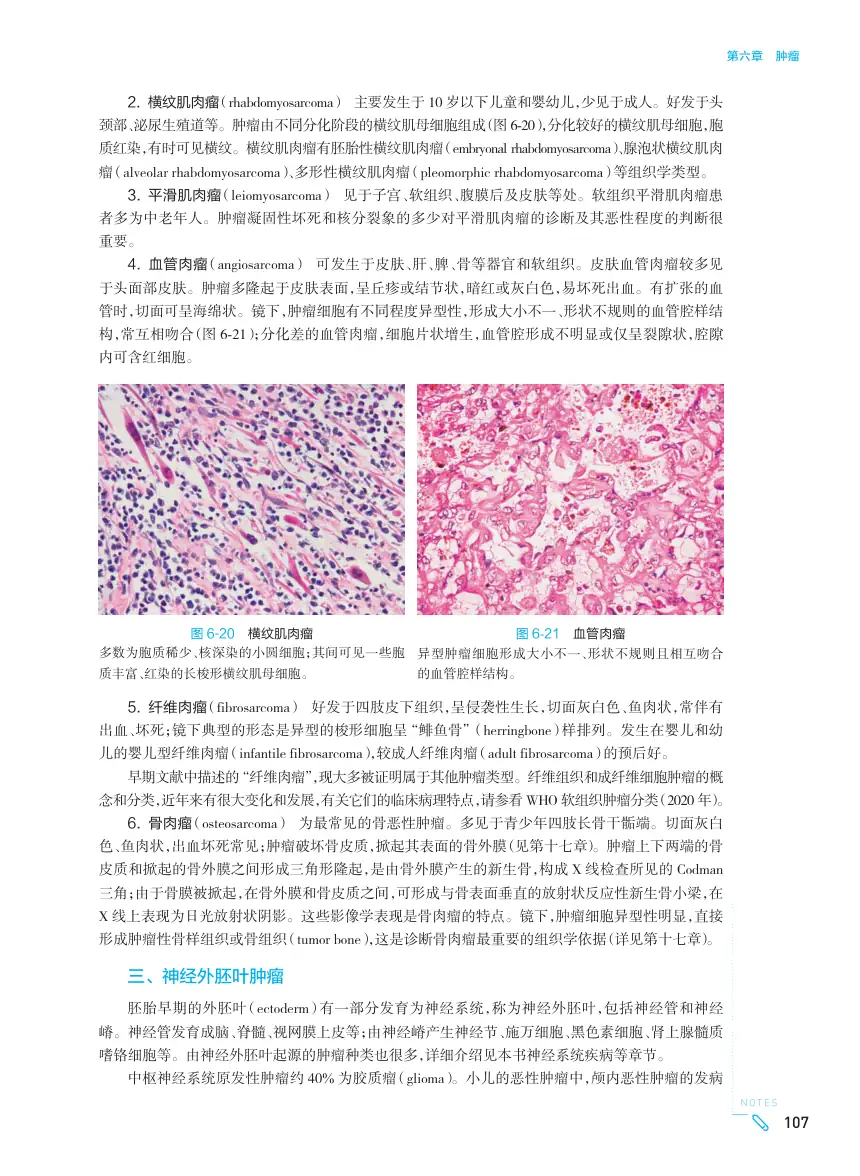 第六章 肿瘤
2. 横纹肌肉瘤(rhabdomyosarcoma) 主要发生于 10 岁以下儿童和婴幼儿,少见于成人。好发于头
颈部、泌尿生殖道等。肿瘤由不同分化阶段的横纹肌母细胞组成(图 6-20),分化较好的横纹肌母细胞,胞
质红染,有时可见横纹。横纹肌肉瘤有胚胎性横纹肌肉瘤(embryonal rhabdomyosarcoma)、腺泡状横纹肌肉
瘤(alveolar rhabdomyosarcoma)、多形性横纹肌肉瘤(pleomorphic rhabdomyosarcoma)等组织学类型。
3. 平滑肌肉瘤(leiomyosarcoma) 见于子宫、软组织、腹膜后及皮肤等处。软组织平滑肌肉瘤患
者多为中老年人。肿瘤凝固性坏死和核分裂象的多少对平滑肌肉瘤的诊断及其恶性程度的判断很
重要。
4. 血管肉瘤(angiosarcoma) 可发生于皮肤、肝、脾、骨等器官和软组织。皮肤血管肉瘤较多见
于头面部皮肤。肿瘤多隆起于皮肤表面,呈丘疹或结节状,暗红或灰白色,易坏死出血。有扩张的血
管时,切面可呈海绵状。镜下,肿瘤细胞有不同程度异型性,形成大小不一、形状不规则的血管腔样结
构,常互相吻合(图 6-21);分化差的血管肉瘤,细胞片状增生,血管腔形成不明显或仅呈裂隙状,腔隙
内可含红细胞。
图 6-20 横纹肌肉瘤
多数为胞质稀少、核深染的小圆细胞;其间可见一些胞
质丰富、红染的长梭形横纹肌母细胞。
图 6-21 血管肉瘤
异型肿瘤细胞形成大小不一、形状不规则且相互吻合
的血管腔样结构。
5. 纤维肉瘤(fibrosarcoma) 好发于四肢皮下组织,呈侵袭性生长,切面灰白色、鱼肉状,常伴有
出血、坏死;镜下典型的形态是异型的梭形细胞呈“鲱鱼骨”(herringbone)样排列。发生在婴儿和幼
儿的婴儿型纤维肉瘤(infantile fibrosarcoma),较成人纤维肉瘤(adult fibrosarcoma)的预后好。
早期文献中描述的“纤维肉瘤”,现大多被证明属于其他肿瘤类型。纤维组织和成纤维细胞肿瘤的概
念和分类,近年来有很大变化和发展,有关它们的临床病理特点,请参看 WHO 软组织肿瘤分类(2020 年)。
6. 骨肉瘤(osteosarcoma) 为最常见的骨恶性肿瘤。多见于青少年四肢长骨干骺端。切面灰白
色、鱼肉状,出血坏死常见;肿瘤破坏骨皮质,掀起其表面的骨外膜(见第十七章)。肿瘤上下两端的骨
皮质和掀起的骨外膜之间形成三角形隆起,是由骨外膜产生的新生骨,构成 X 线检查所见的 Codman
三角;由于骨膜被掀起,在骨外膜和骨皮质之间,可形成与骨表面垂直的放射状反应性新生骨小梁,在
X 线上表现为日光放射状阴影。这些影像学表现是骨肉瘤的特点。镜下,肿瘤细胞异型性明显,直接
形成肿瘤性骨样组织或骨组织(tumor bone),这是诊断骨肉瘤最重要的组织学依据(详见第十七章)。
三、神经外胚叶肿瘤
胚胎早期的外胚叶(ectoderm)有一部分发育为神经系统,称为神经外胚叶,包括神经管和神经
嵴。神经管发育成脑、脊髓、视网膜上皮等;由神经嵴产生神经节、施万细胞、黑色素细胞、肾上腺髓质
嗜铬细胞等。由神经外胚叶起源的肿瘤种类也很多,详细介绍见本书神经系统疾病等章节。
中枢神经系统原发性肿瘤约 40% 为胶质瘤(glioma)。小儿的恶性肿瘤中,颅内恶性肿瘤的发病
NOTES
107